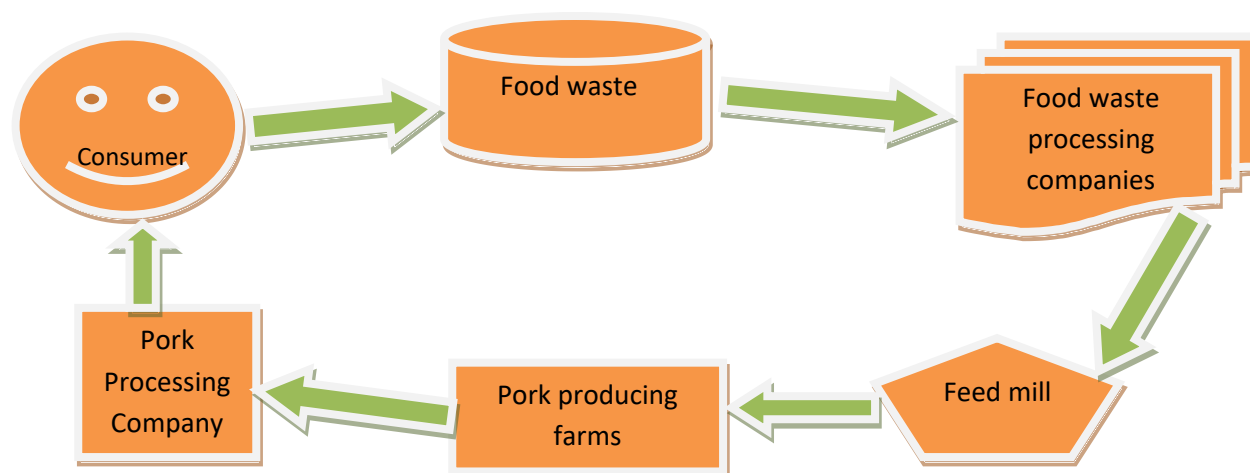 Consumer
Food waste
Food waste
processing
companies
Feed mill
Pork producing
farms
Pork
Processing
Company